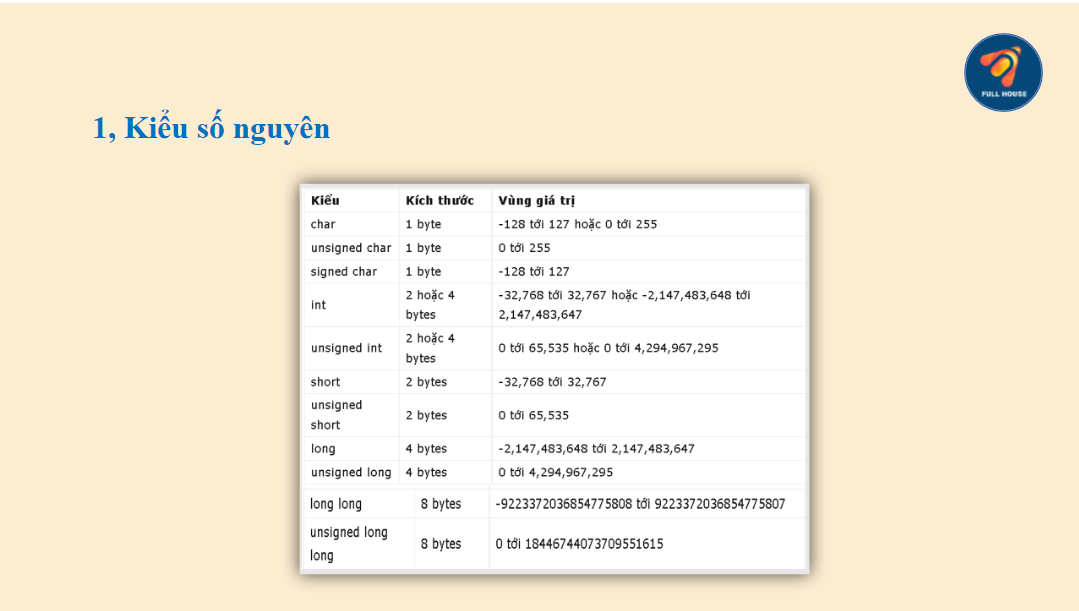 FULL HOUSE
1, Kiểu số nguyên
Kiểu Kích thước Vùng giá trị
char 1 byte -128 tới 127 hoặc 0 tới 255
unsigned char 1 byte 0 tới 255
signed char 1 byte -128 tới 127
int 2 hoặc 4 bytes -32,768 tới 32,767 hoặc -2,147,483,648 tới 2,147,483,647
unsigned int 2 hoặc 4 bytes 0 tới 65,535 hoặc 0 tới 4,294,967,295
short 2 bytes -32,768 tới 32,767
unsigned short 2 bytes 0 tới 65,535
long 4 bytes -2,147,483,648 tới 2,147,483,647
unsigned long 4 bytes 0 tới 4,294,967,295
long long 8 bytes -9223372036854775808 tới 9223372036854775807
unsigned long long 8 bytes 0 tới 18446744073709551615